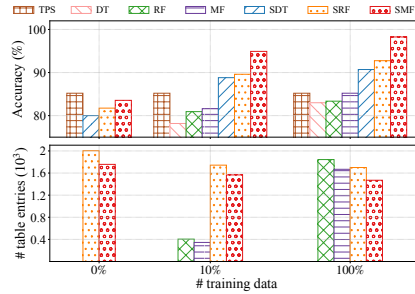 TPS DT RF MF SDT SRF SMF
Accuracy (%)
100
90
80
# table entries (10³)
2
1.6
1.2
0.8
0.4
0% 10% 100%
# training data